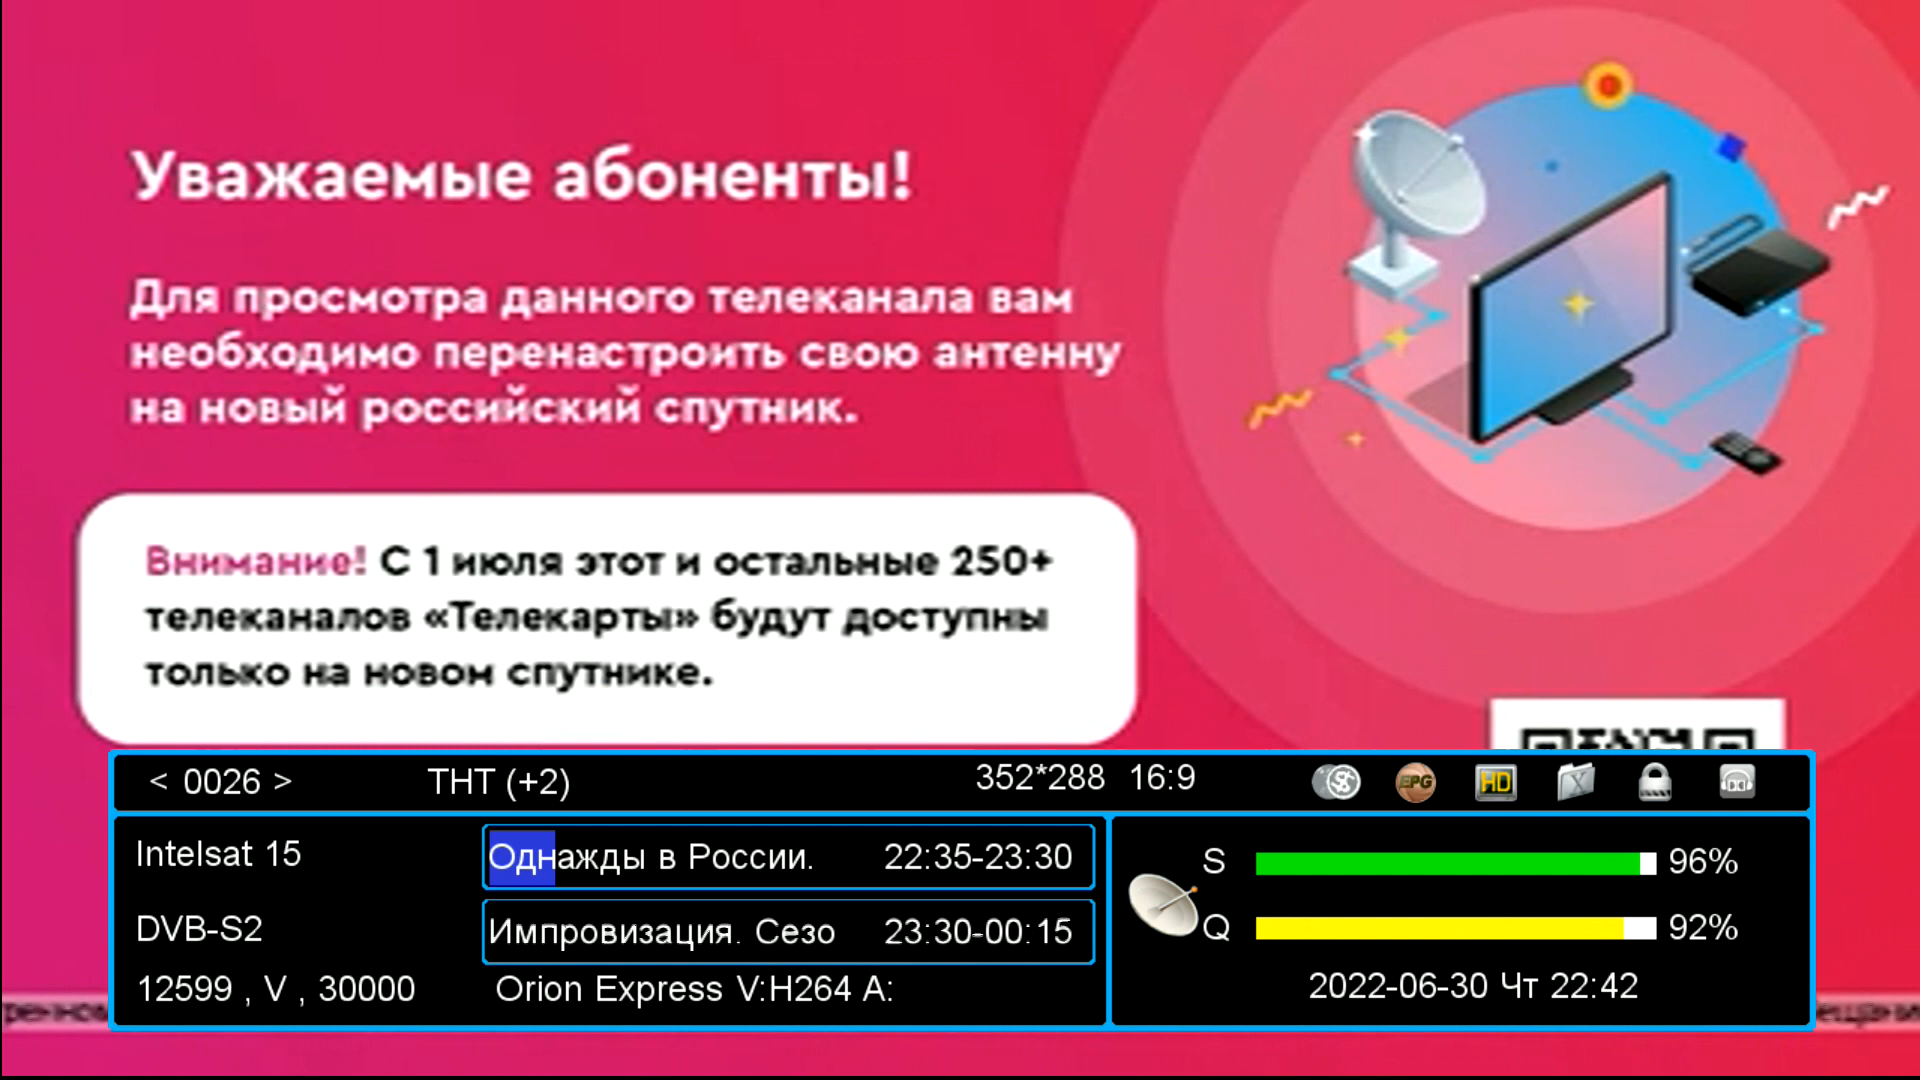 Уважаемые абоненты!
Для просмотра данного телеканала вам
необходимо перенастроить свою антенну
на новый российский спутник.
Внимание! С 1 июля этот и остальные 250+
телеканалов «Телекарты» будут доступны
только на новом спутнике.
< 0026 > ТНТ (+2) 352*288 16:9
EPG HD
Intelsat 15
DVB-S2
12599 , V , 30000
Однажды в России. 22:35-23:30
Импровизация. Сезо 23:30-00:15
Orion Express V:H264 A:
S 96%
Q 92%
2022-06-30 Чт 22:42